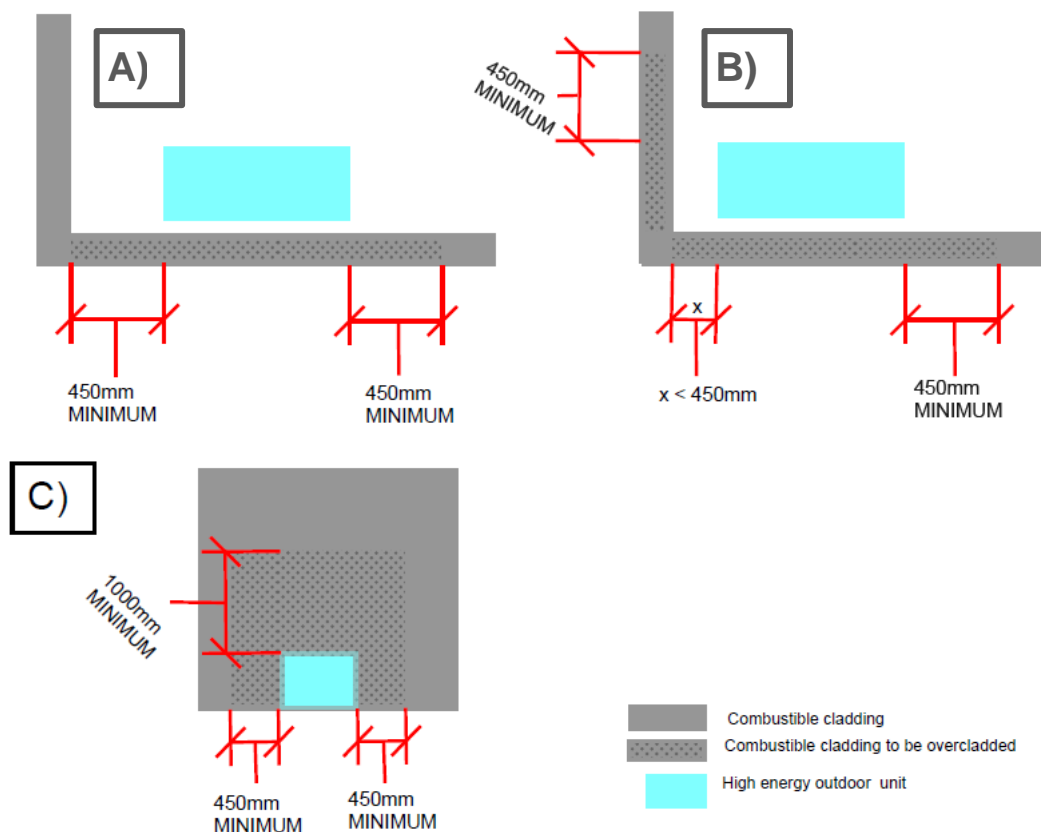 A)
450mm
MINIMUM
450mm
MINIMUM
B)
450mm
MINIMUM
x
x < 450mm
450mm
MINIMUM
C)
1000mm
MINIMUM
450mm
MINIMUM
450mm
MINIMUM
Combustible cladding
Combustible cladding to be overcladded
High energy outdoor unit